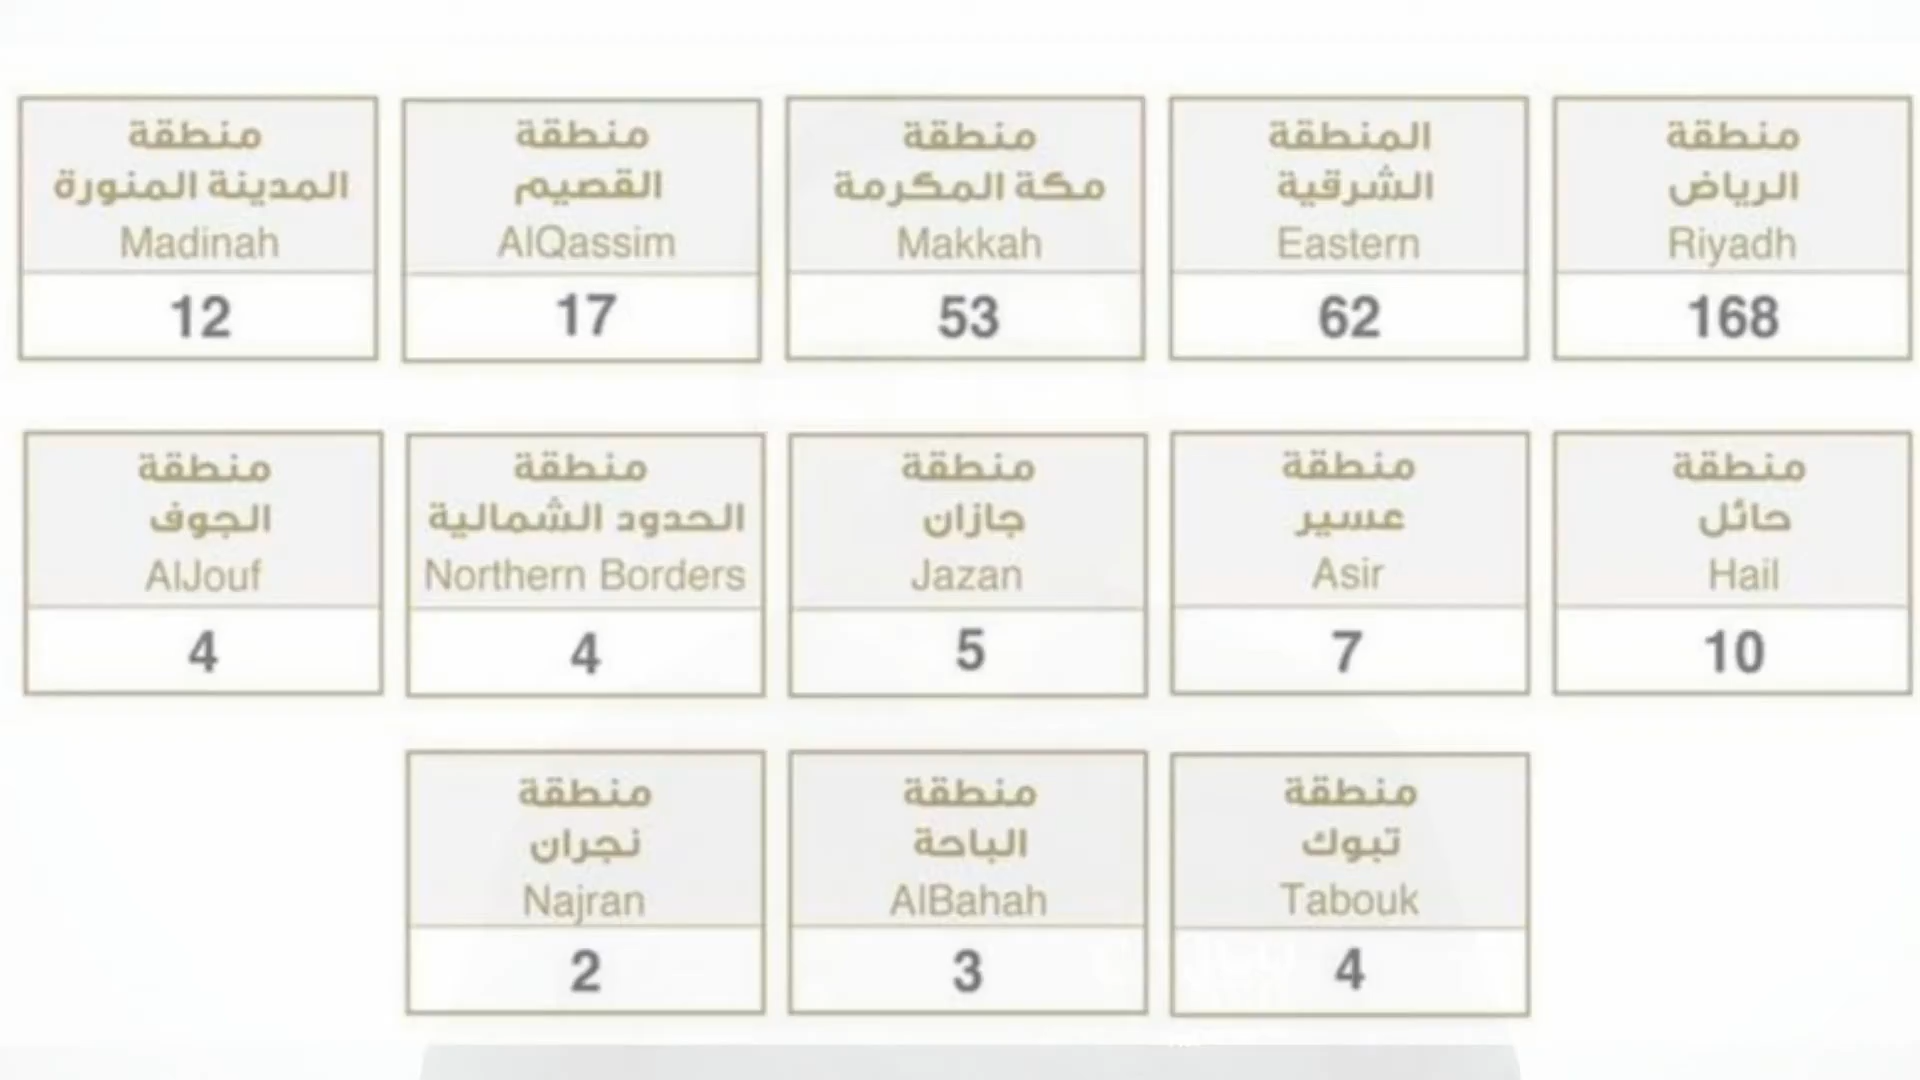 منطقة
الرياض
Riyadh
168
المنطقة
الشرقية
Eastern
62
منطقة
مكة المكرمة
Makkah
53
منطقة
القصيم
AlQassim
17
منطقة
المدينة المنورة
Madinah
12
منطقة
حائل
Hail
10
منطقة
عسير
Asir
7
منطقة
جازان
Jazan
5
منطقة
الحدود الشمالية
Northern Borders
4
منطقة
الجوف
AlJouf
4
منطقة
تبوك
Tabouk
4
منطقة
الباحة
AlBahah
3
منطقة
نجران
Najran
2